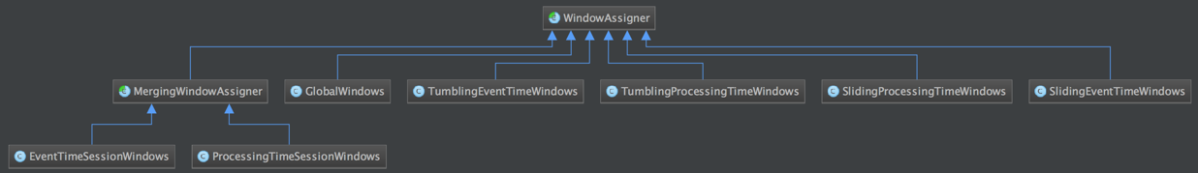 WindowAssigner
MergingWindowAssigner
GlobalWindows
TumblingEventTimeWindows
TumblingProcessingTimeWindows
SlidingProcessingTimeWindows
SlidingEventTimeWindows
EventTimeSessionWindows
ProcessingTimeSessionWindows